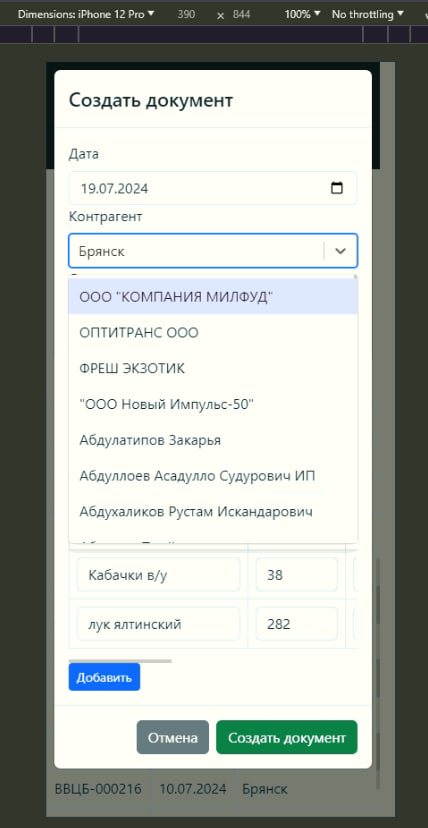 Dimensions: iPhone 12 Pro ▼ 390 x 844 100% ▼ No throttling ▼
Создать документ
Дата
19.07.2024
Контрагент
Брянск
ООО "КОМПАНИЯ МИЛФУД"
ОПТИТРАНС ООО
ФРЕШ ЭКЗОТИК
"ООО Новый Импульс-50"
Абдулатипов Закарья
Абдуллоев Асадулло Судурович ИП
Абдухаликов Рустам Искандарович
Кабачки в/у 38
лук ялтинский 282
Добавить
Отмена Создать документ
ВВЦБ-000216 10.07.2024 Брянск